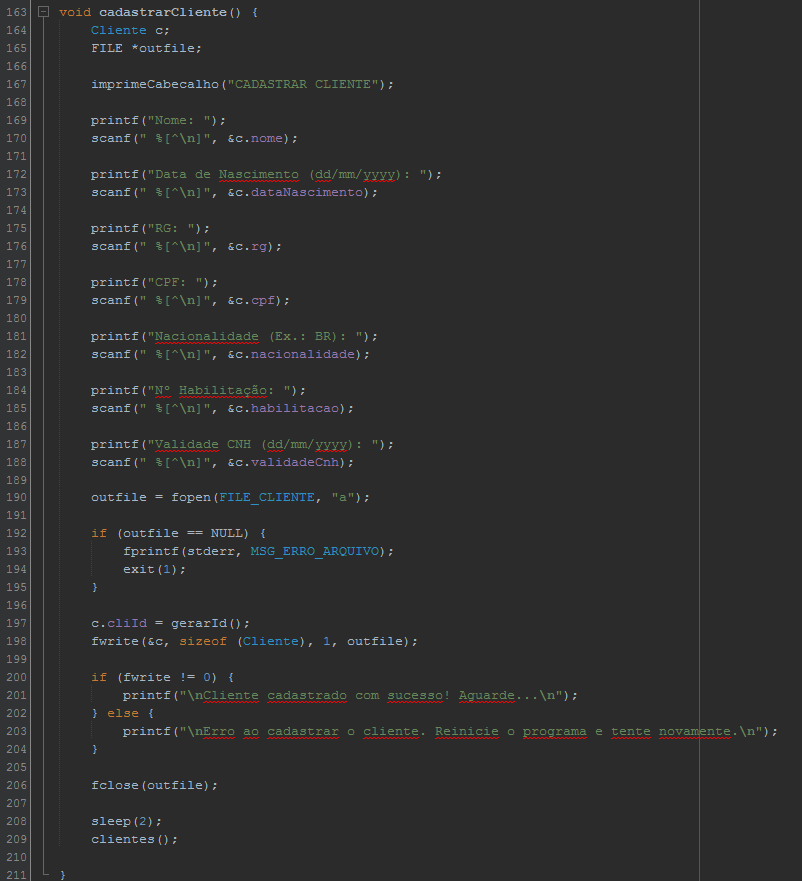 163 void cadastrarCliente() {
164 Cliente c;
165 FILE *outfile;
166
167 imprimeCabecalho("CADASTRAR CLIENTE");
168
169 printf("Nome: ");
170 scanf(" %[^\n]", &c.nome);
171
172 printf("Data de Nascimento (dd/mm/yyyy): ");
173 scanf(" %[^\n]", &c.dataNascimento);
174
175 printf("RG: ");
176 scanf(" %[^\n]", &c.rg);
177
178 printf("CPF: ");
179 scanf(" %[^\n]", &c.cpf);
180
181 printf("Nacionalidade (Ex.: BR): ");
182 scanf(" %[^\n]", &c.nacionalidade);
183
184 printf("Nº Habilitação: ");
185 scanf(" %[^\n]", &c.habilitacao);
186
187 printf("Validade CNH (dd/mm/yyyy): ");
188 scanf(" %[^\n]", &c.validadeCnh);
189
190 outfile = fopen(FILE_CLIENTE, "a");
191
192 if (outfile == NULL) {
193 fprintf(stderr, MSG_ERRO_ARQUIVO);
194 exit(1);
195 }
196
197 c.cliId = gerarId();
198 fwrite(&c, sizeof (Cliente), 1, outfile);
199
200 if (fwrite != 0) {
201 printf("\nCliente cadastrado com sucesso! Aguarde...\n");
202 } else {
203 printf("\nErro ao cadastrar o cliente. Reinicie o programa e tente novamente.\n");
204 }
205
206 fclose(outfile);
207
208 sleep(2);
209 clientes();
210
211 }